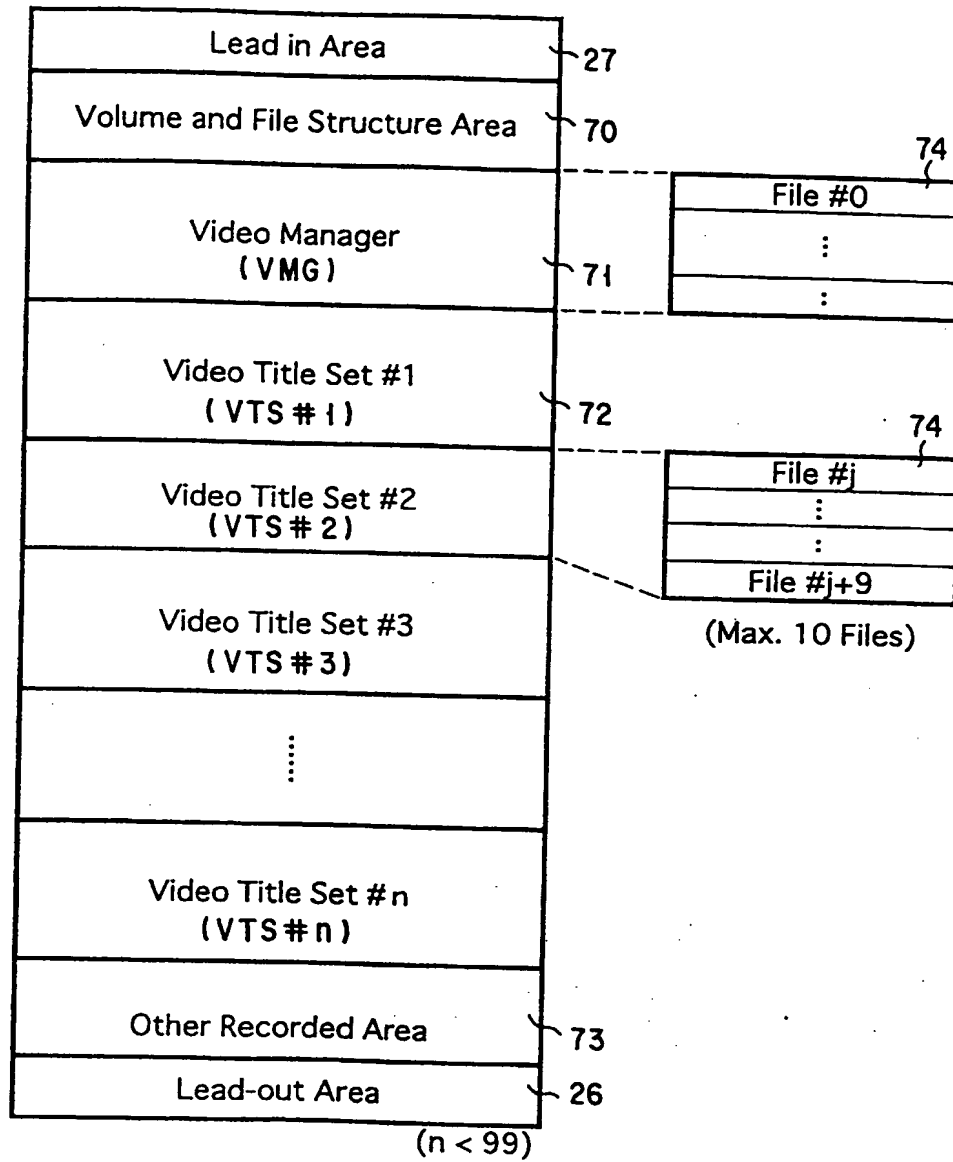 Lead in Area
27
Volume and File Structure Area
70
74
File #0
⋮
:
Video Manager
(VMG)
71
Video Title Set #1
(VTS#1)
72
74
File #j
⋮
:
File #j+9
(Max. 10 Files)
Video Title Set #2
(VTS#2)
Video Title Set #3
(VTS#3)
⋮
Video Title Set #n
(VTS#n)
Other Recorded Area
73
Lead-out Area
26
(n < 99)